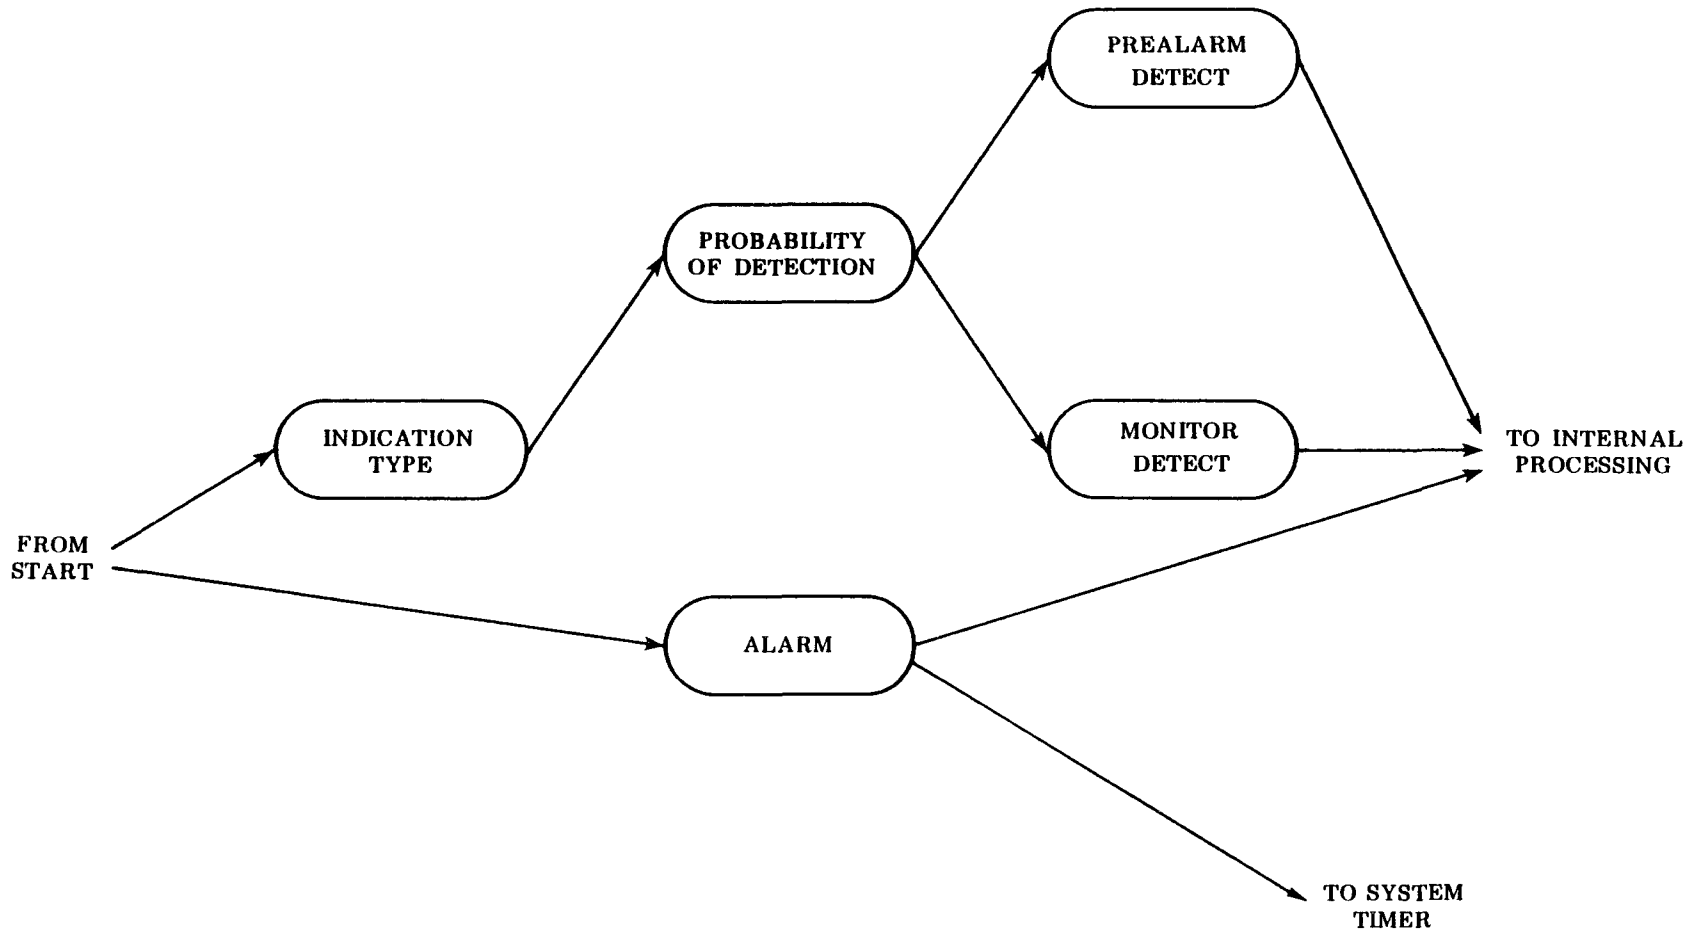 PREALARM
DETECT
PROBABILITY
OF DETECTION
INDICATION
TYPE
MONITOR
DETECT
TO INTERNAL
PROCESSING
FROM
START
ALARM
TO SYSTEM
TIMER